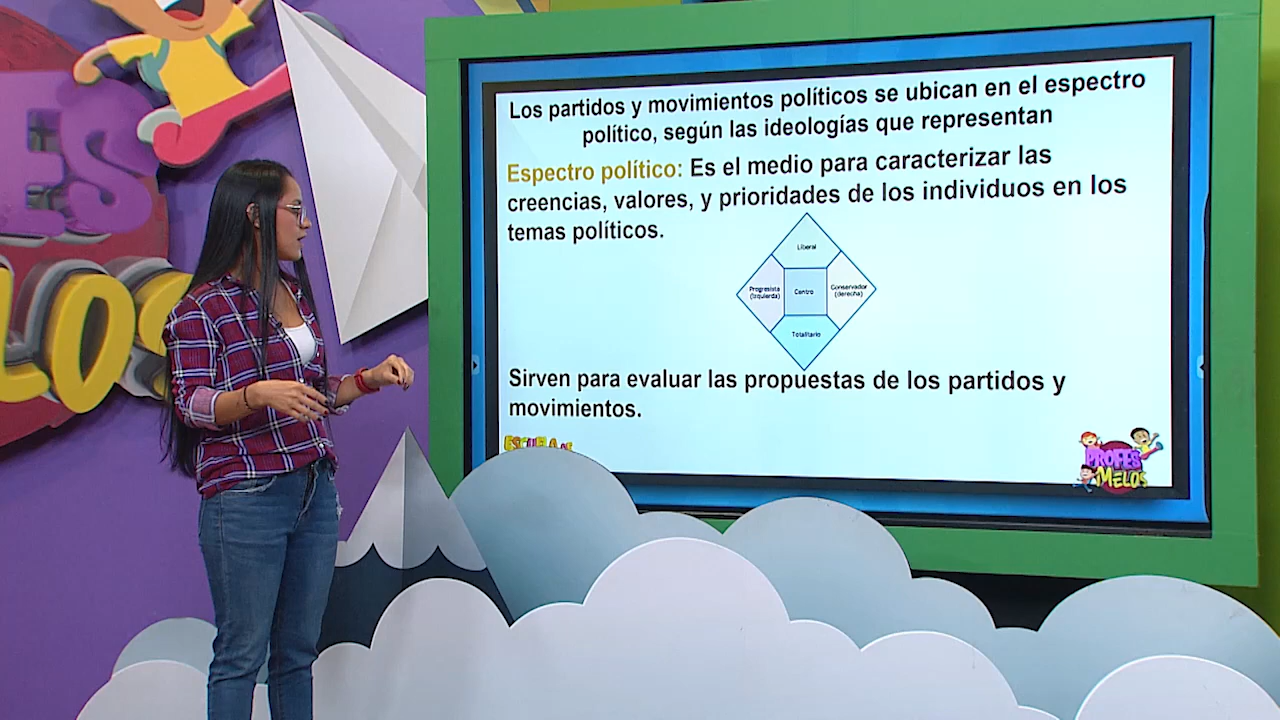 Los partidos y movimientos políticos se ubican en el espectro
político, según las ideologías que representan
Espectro político: Es el medio para caracterizar las
creencias, valores, y prioridades de los individuos en los
temas políticos.
Liberal
Progresista
(izquierda)
Centro
Conservador
(derecha)
Totalitario
Sirven para evaluar las propuestas de los partidos y
movimientos.
ESCUELA DE
PROFES
MELOS